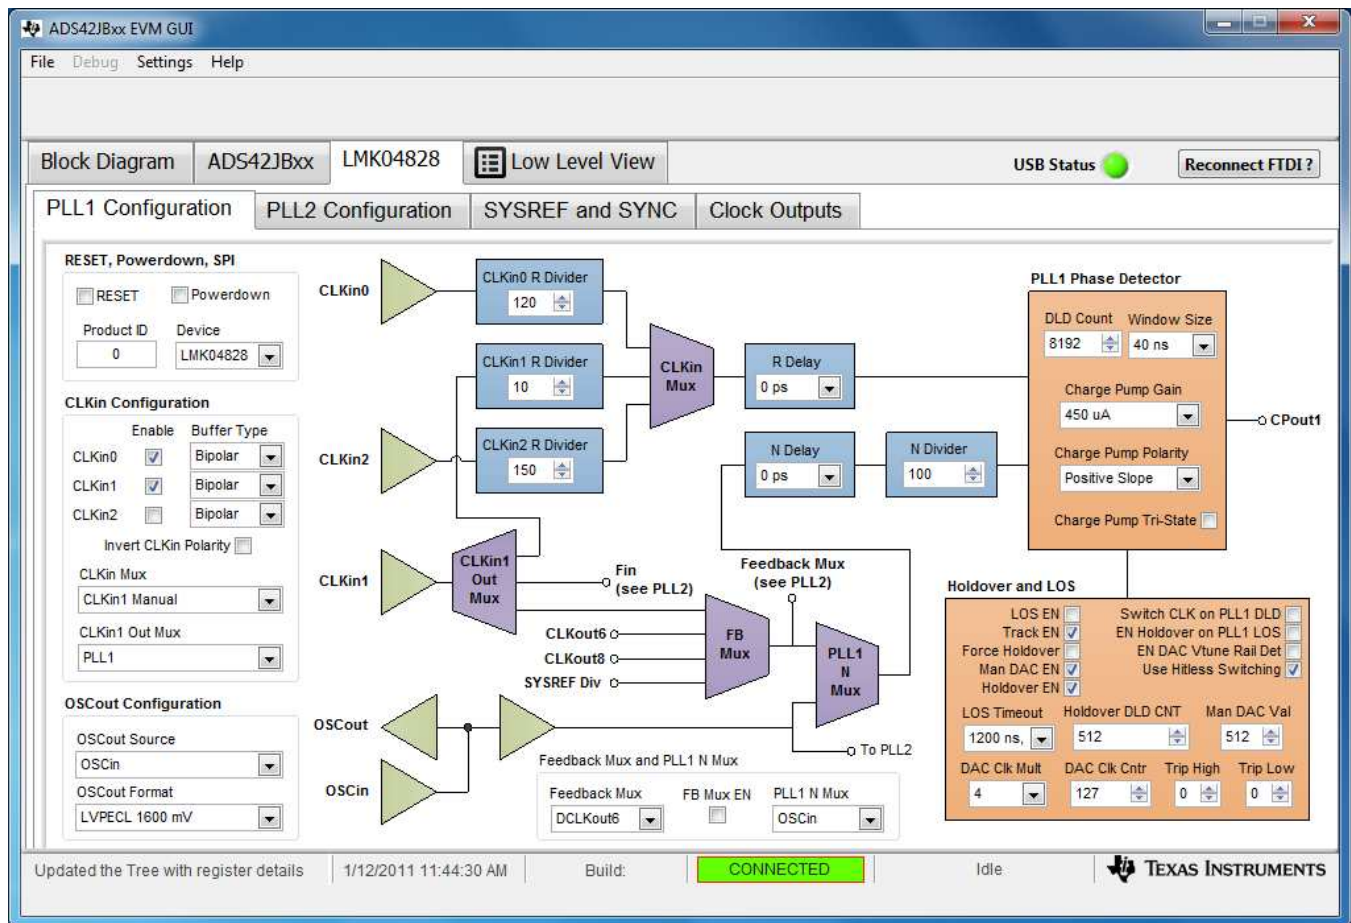 ADS42JBxx EVM GUI
File Debug Settings Help
Block Diagram ADS42JBxx LMK04828 Low Level View USB Status Reconnect FTDI ?
PLL1 Configuration PLL2 Configuration SYSREF and SYNC Clock Outputs
RESET, Powerdown, SPI
RESET Powerdown
Product ID Device
0 LMK04828
CLKin Configuration
Enable Buffer Type
CLKin0 Bipolar
CLKin1 Bipolar
CLKin2 Bipolar
Invert CLKin Polarity
CLKin Mux
CLKin1 Manual
CLKin1 Out Mux
PLL1
OSCout Configuration
OSCout Source
OSCin
OSCout Format
LVPECL 1600 mV
CLKin0
CLKin0 R Divider
120
CLKin1 R Divider
10
CLKin2
CLKin2 R Divider
150
CLKin
Mux
R Delay
0 ps
N Delay
0 ps
N Divider
100
PLL1 Phase Detector
DLD Count Window Size
8192 40 ns
Charge Pump Gain
450 uA
Charge Pump Polarity
Positive Slope
Charge Pump Tri-State
CPout1
CLKin1
CLKin1
Out
Mux
Fin
(see PLL2)
Feedback Mux
(see PLL2)
CLKout6
CLKout8
SYSREF Div
FB
Mux
PLL1
N
Mux
OSCout
OSCin
To PLL2
Feedback Mux and PLL1 N Mux
Feedback Mux FB Mux EN PLL1 N Mux
DCLKout6 OSCin
Holdover and LOS
LOS EN Switch CLK on PLL1 DLD
Track EN EN Holdover on PLL1 LOS
Force Holdover EN DAC Vtune Rail Det
Man DAC EN Use Hitless Switching
Holdover EN
LOS Timeout Holdover DLD CNT Man DAC Val
1200 ns, 512 512
DAC Clk Mult DAC Clk Cntr Trip High Trip Low
4 127 0 0
Updated the Tree with register details 1/12/2011 11:44:30 AM Build: CONNECTED Idle TEXAS INSTRUMENTS